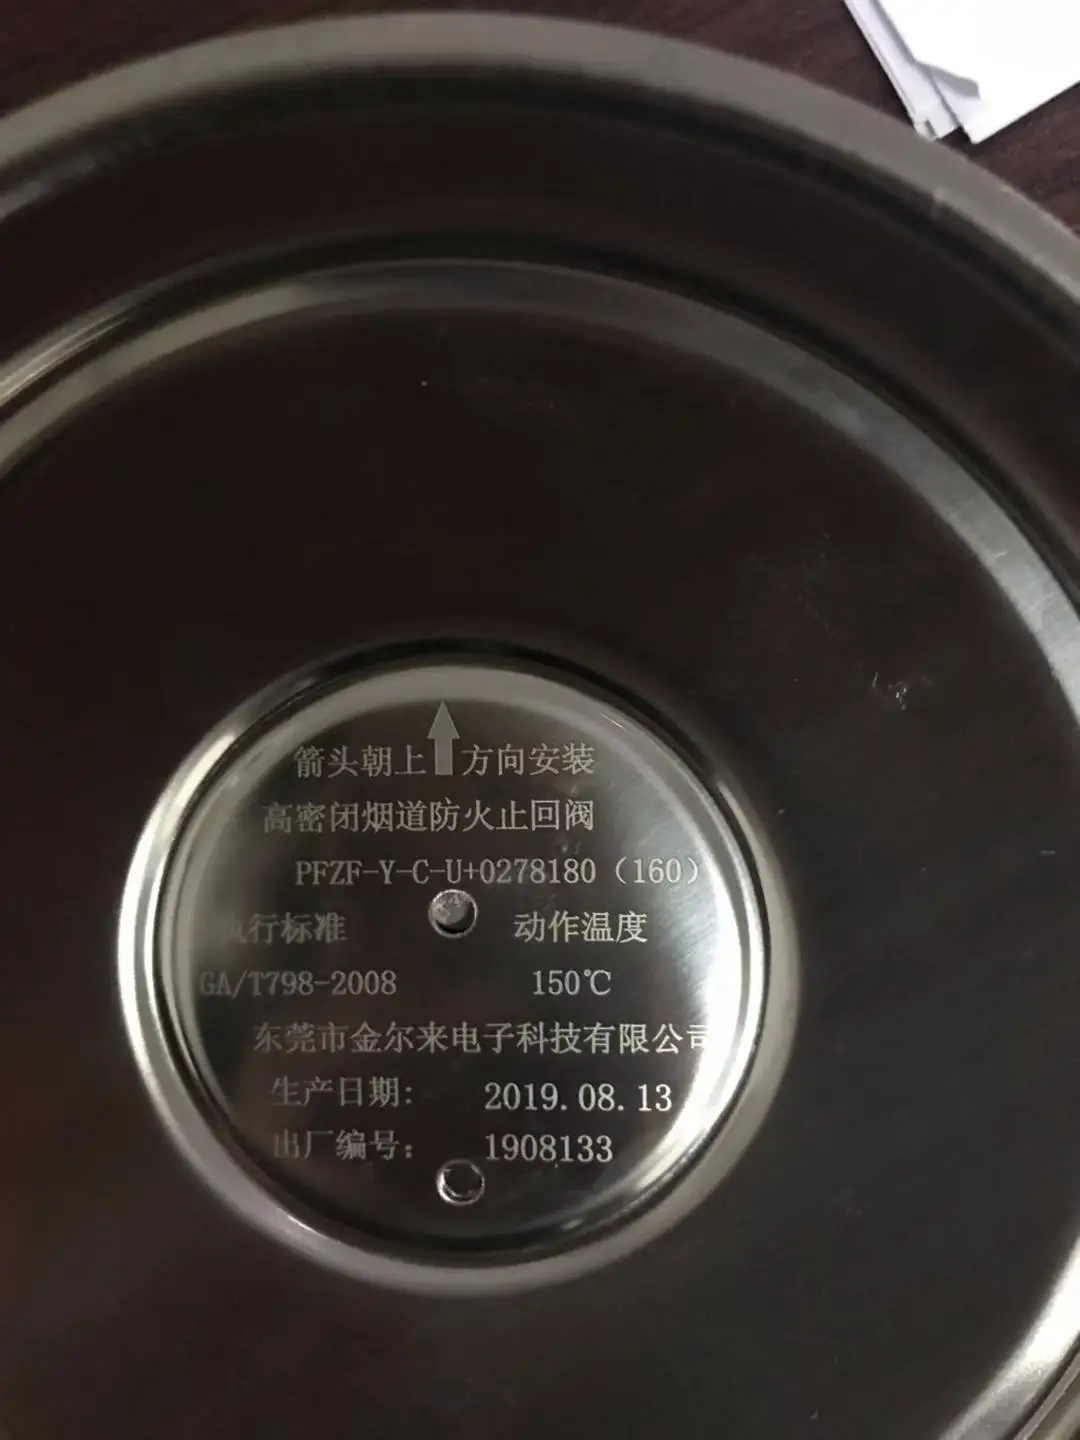 箭头朝上↑方向安装
高密闭烟道防火止回阀
PFZF-Y-C-U+0278180（160）
执行标准 动作温度
GA/T798-2008 150℃
东莞市金尔来电子科技有限公司
生产日期: 2019.08.13
出厂编号: 1908133